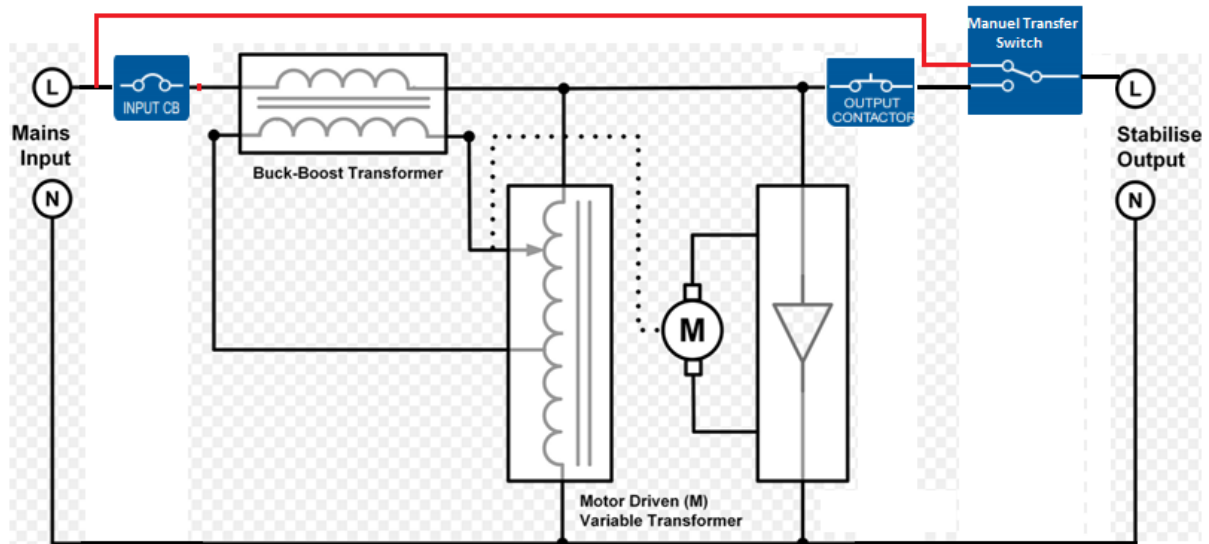 Manuel Transfer
Switch
L
INPUT CB
OUTPUT
CONTACTOR
L
Mains
Input
Stabilise
Output
Buck-Boost Transformer
N
N
M
Motor Driven (M)
Variable Transformer